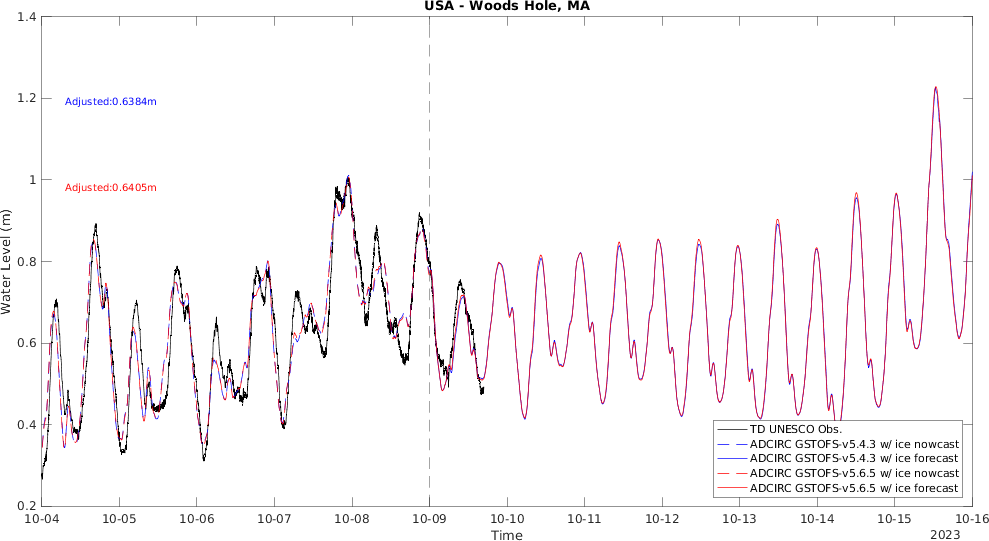 USA - Woods Hole, MA
1.4
1.2
1
0.8
0.6
0.4
0.2
Water Level (m)
Adjusted:0.6384m
Adjusted:0.6405m
TD UNESCO Obs.
ADCIRC GSTOFS-v5.4.3 w/ ice nowcast
ADCIRC GSTOFS-v5.4.3 w/ ice forecast
ADCIRC GSTOFS-v5.6.5 w/ ice nowcast
ADCIRC GSTOFS-v5.6.5 w/ ice forecast
10-04 10-05 10-06 10-07 10-08 10-09 10-10 10-11 10-12 10-13 10-14 10-15 10-16
Time
2023